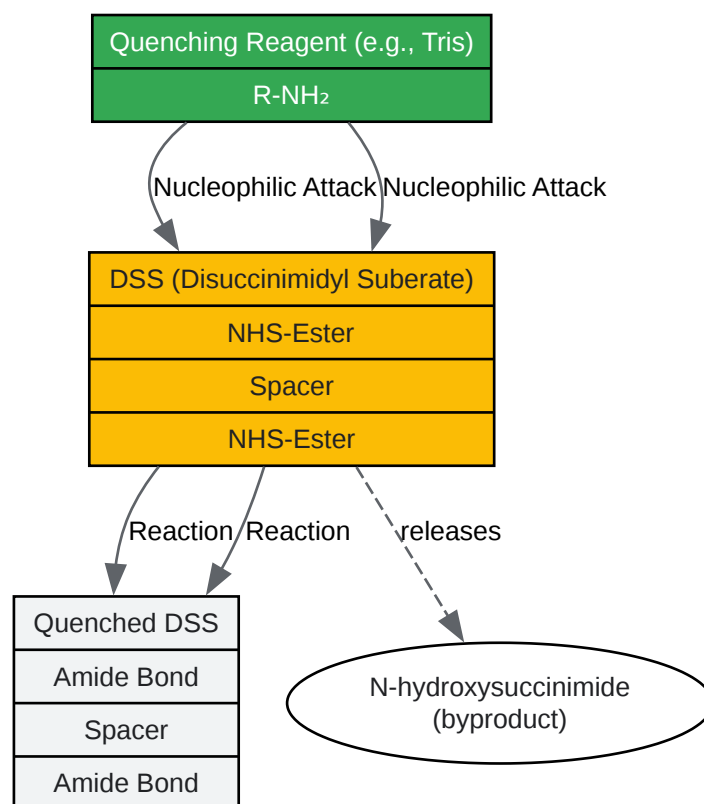 Quenching Reagent (e.g., Tris)
R-NH₂
Nucleophilic Attack Nucleophilic Attack
DSS (Disuccinimidyl Suberate)
NHS-Ester
Spacer
NHS-Ester
Reaction Reaction releases
Quenched DSS
Amide Bond
Spacer
Amide Bond
N-hydroxysuccinimide
(byproduct)